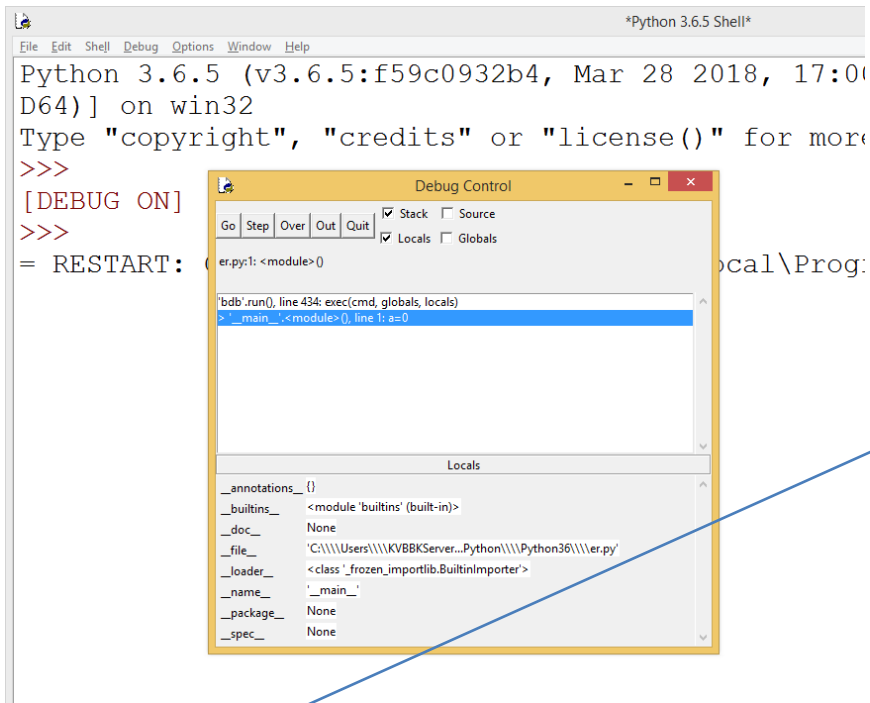 *Python 3.6.5 Shell*
File Edit Shell Debug Options Window Help
Python 3.6.5 (v3.6.5:f59c0932b4, Mar 28 2018, 17:0
D64)] on win32
Type "copyright", "credits" or "license()" for more
>>>
[DEBUG ON]
>>>
= RESTART: ocal\Prog
Debug Control
Go Step Over Out Quit Stack Source
Locals Globals
er.py:1: <module>()
'bdb'.run(), line 434: exec(cmd, globals, locals)
> '__main__'.<module>(), line 1: a=0
Locals
__annotations__ {}
__builtins__ <module 'builtins' (built-in)>
__doc__ None
__file__ 'C:\\\\Users\\\\KVBBKServer...Python\\\\Python36\\\\er.py'
__loader__ <class '_frozen_importlib.BuiltinImporter'>
__name__ '__main__'
__package__ None
__spec__ None